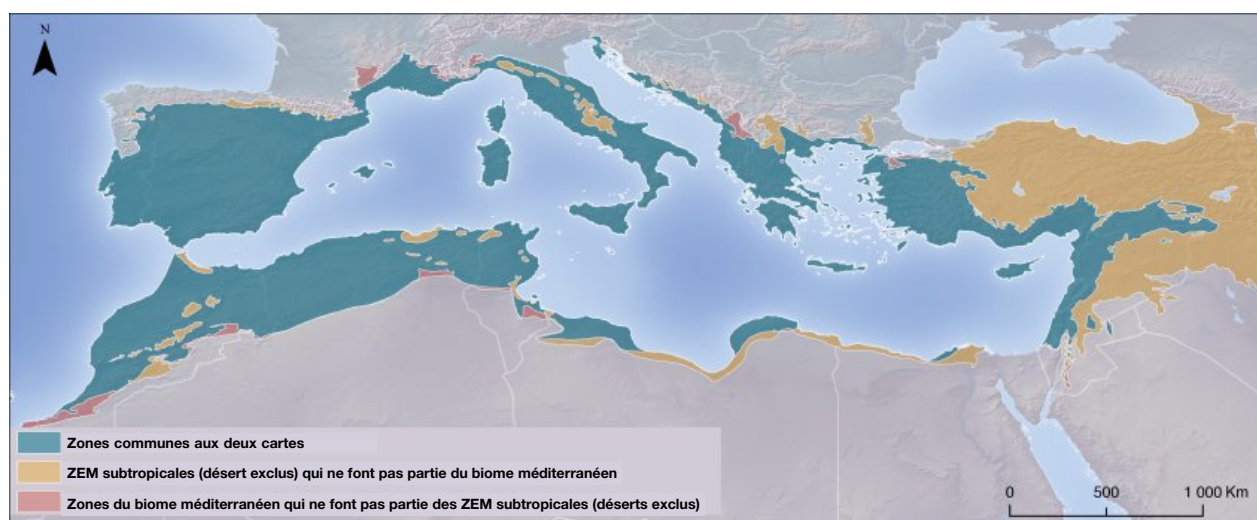 N
Zones communes aux deux cartes
ZEM subtropicales (désert exclus) qui ne font pas partie du biome méditerranéen
Zones du biome méditerranéen qui ne font pas partie des ZEM subtropicales (déserts exclus)
0 500 1 000 Km